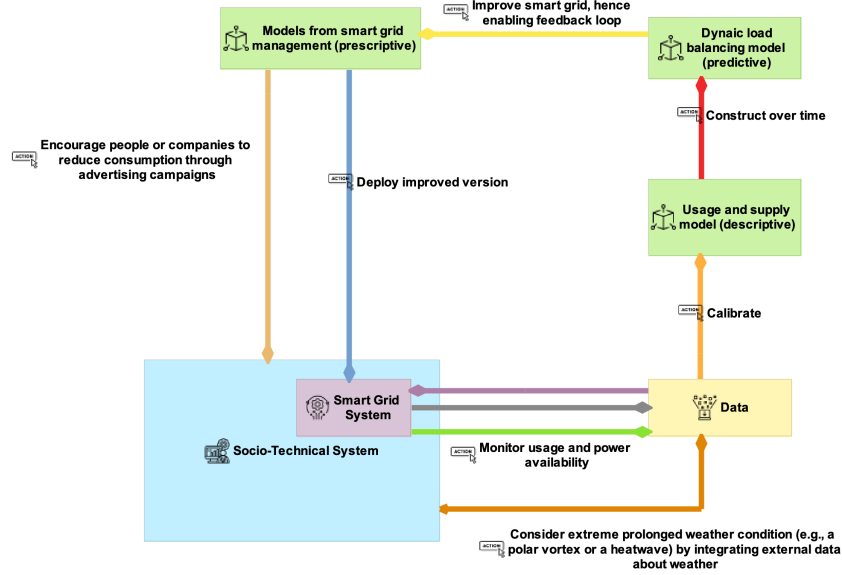 Improve smart grid, hence
enabling feedback loop
ACTION
Models from smart grid
management (prescriptive)
Dynaic load
balancing model
(predictive)
ACTION
Construct over time
ACTION
Encourage people or companies to
reduce consumption through
advertising campaigns
ACTION
Deploy improved version
Usage and supply
model (descriptive)
ACTION
Calibrate
Smart Grid
System
Data
Socio-Technical System
ACTION
Monitor usage and power
availability
ACTION
Consider extreme prolonged weather condition (e.g., a
polar vortex or a heatwave) by integrating external data
about weather